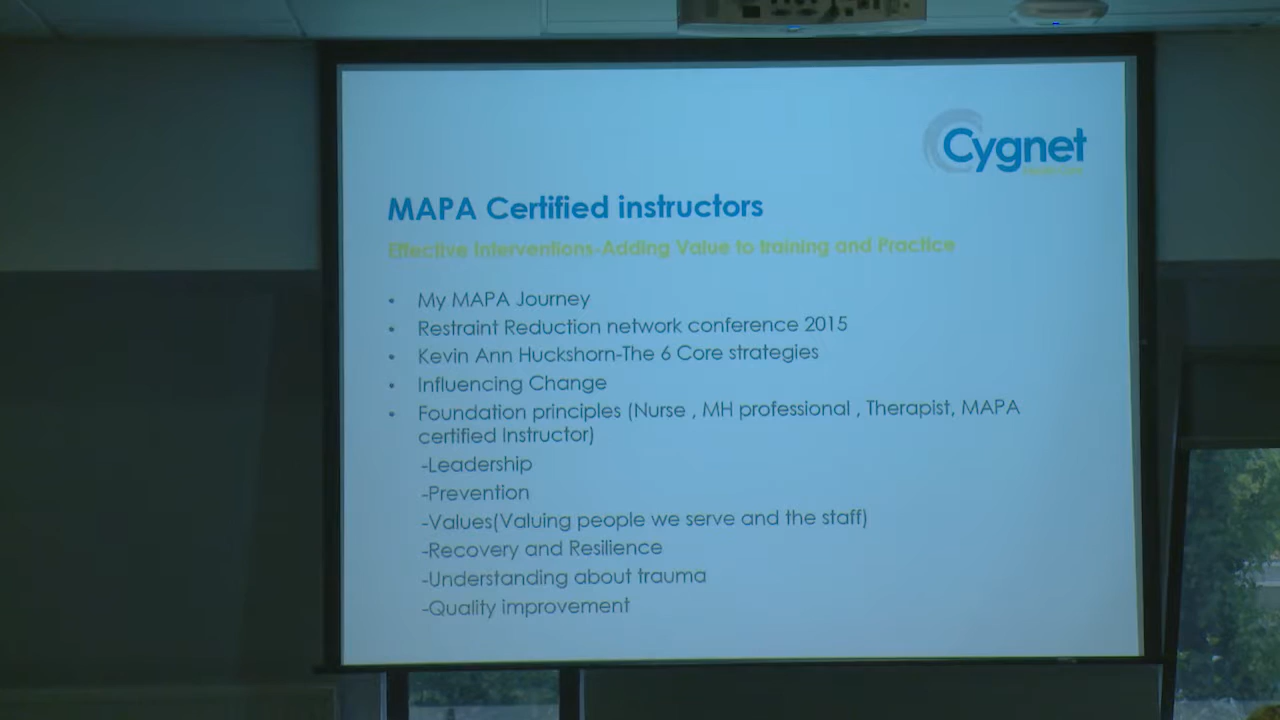 Cygnet
MAPA Certified instructors
Effective Interventions-Adding Value to training and Practice
• My MAPA Journey
• Restraint Reduction network conference 2015
• Kevin Ann Huckshorn-The 6 Core strategies
• Influencing Change
• Foundation principles (Nurse , MH professional , Therapist, MAPA
certified Instructor)
-Leadership
-Prevention
-Values(Valuing people we serve and the staff)
-Recovery and Resilience
-Understanding about trauma
-Quality improvement